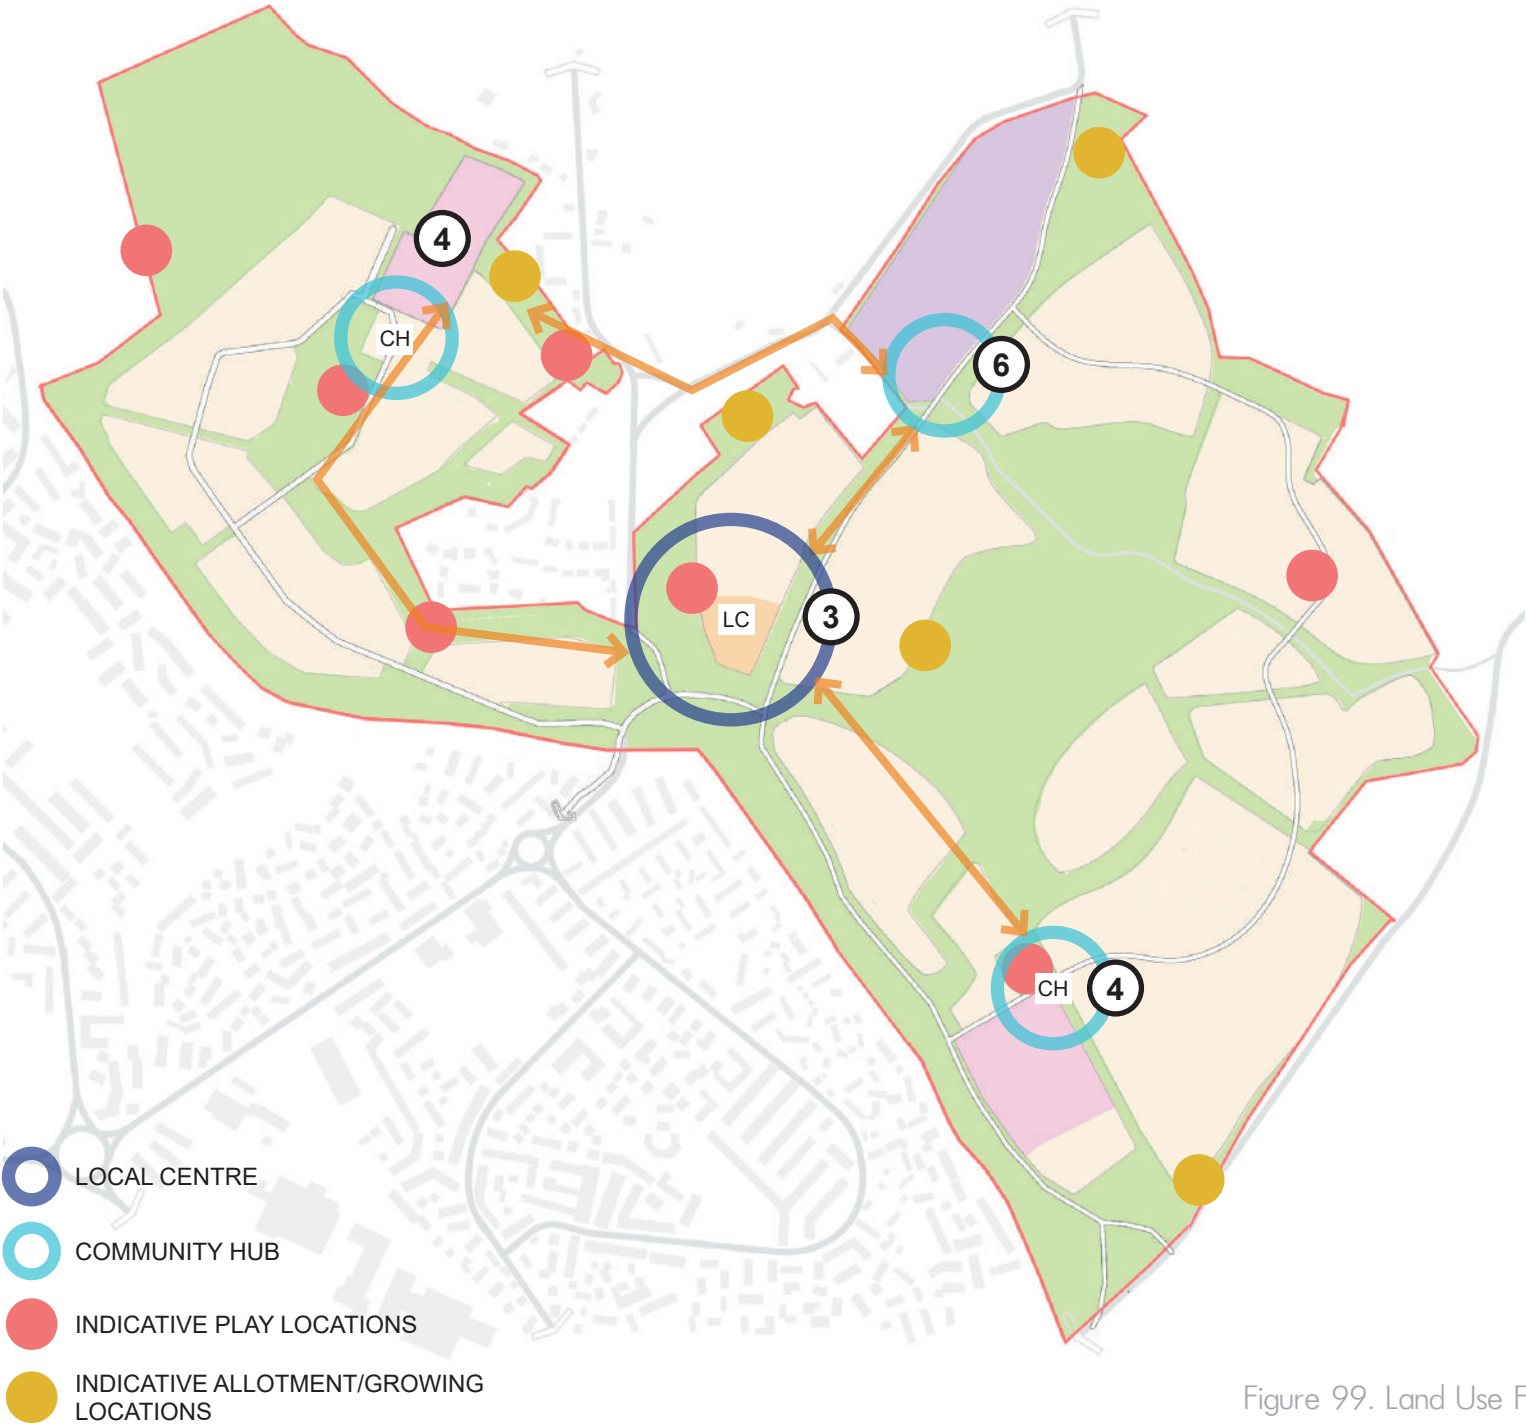 4
CH
6
LC
3
CH
4
LOCAL CENTRE
COMMUNITY HUB
INDICATIVE PLAY LOCATIONS
INDICATIVE ALLOTMENT/GROWING
LOCATIONS
Figure 99. Land Use F